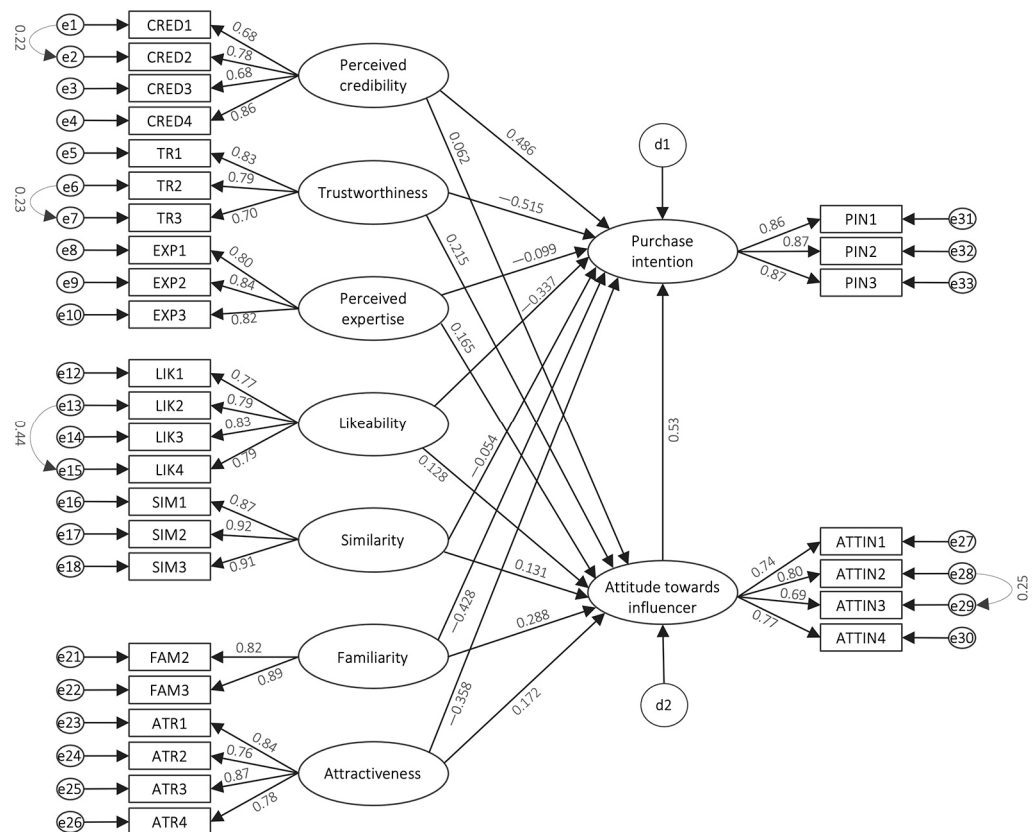 e1 CRED1 0.68
0.22
e2 CRED2 0.78
e3 CRED3 0.68
e4 CRED4 0.86
Perceived
credibility
e5 TR1 0.83
e6 TR2 0.79
0.23
e7 TR3 0.70
Trustworthiness
e8 EXP1 0.80
e9 EXP2 0.84
e10 EXP3 0.82
Perceived
expertise
e12 LIK1 0.77
e13 LIK2 0.79
0.44
e14 LIK3 0.83
e15 LIK4 0.79
Likeability
e16 SIM1 0.87
e17 SIM2 0.92
e18 SIM3 0.91
Similarity
e21 FAM2 0.82
e22 FAM3 0.89
Familiarity
e23 ATR1 0.84
e24 ATR2 0.76
e25 ATR3 0.87
e26 ATR4 0.78
Attractiveness
0.486
0.062
−0.515
0.215
−0.099
0.165
−0.337
0.128
−0.054
0.131
−0.428
0.288
−0.358
0.172
d1
Purchase
intention
0.53
Attitude towards
influencer
d2
0.86 PIN1 e31
0.87 PIN2 e32
0.87 PIN3 e33
0.74 ATTIN1 e27
0.80 ATTIN2 e28
0.25
0.69 ATTIN3 e29
0.77 ATTIN4 e30